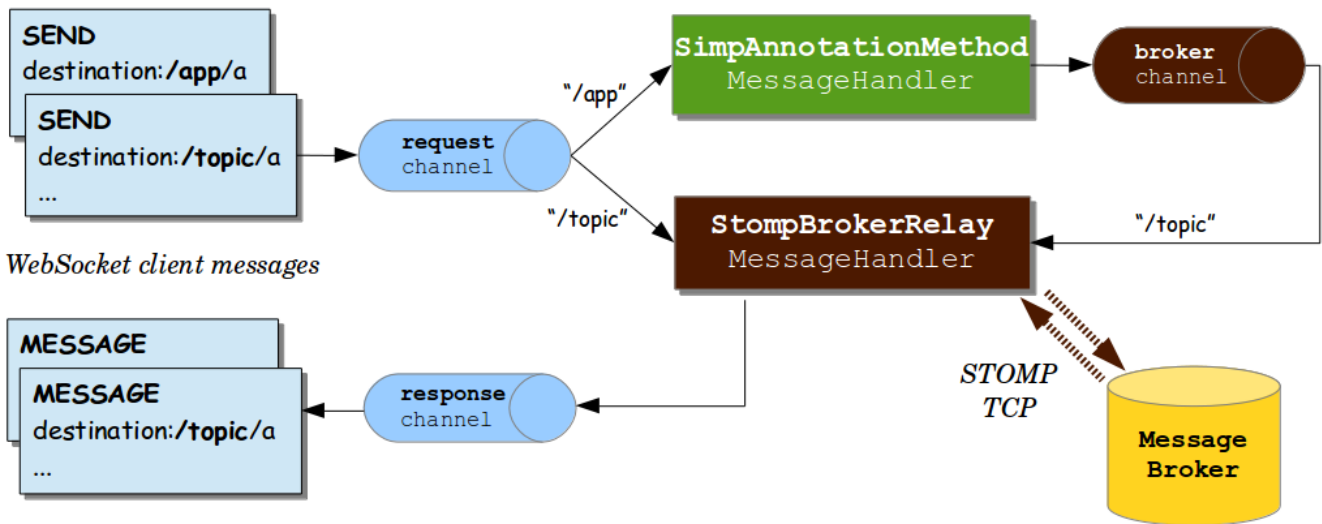 SEND
destination:/app/a
SEND
destination:/topic/a
...
WebSocket client messages
request
channel
"/app"
"/topic"
SimpAnnotationMethod
MessageHandler
broker
channel
"/topic"
StompBrokerRelay
MessageHandler
STOMP
TCP
Message
Broker
response
channel
MESSAGE
MESSAGE
destination:/topic/a
...